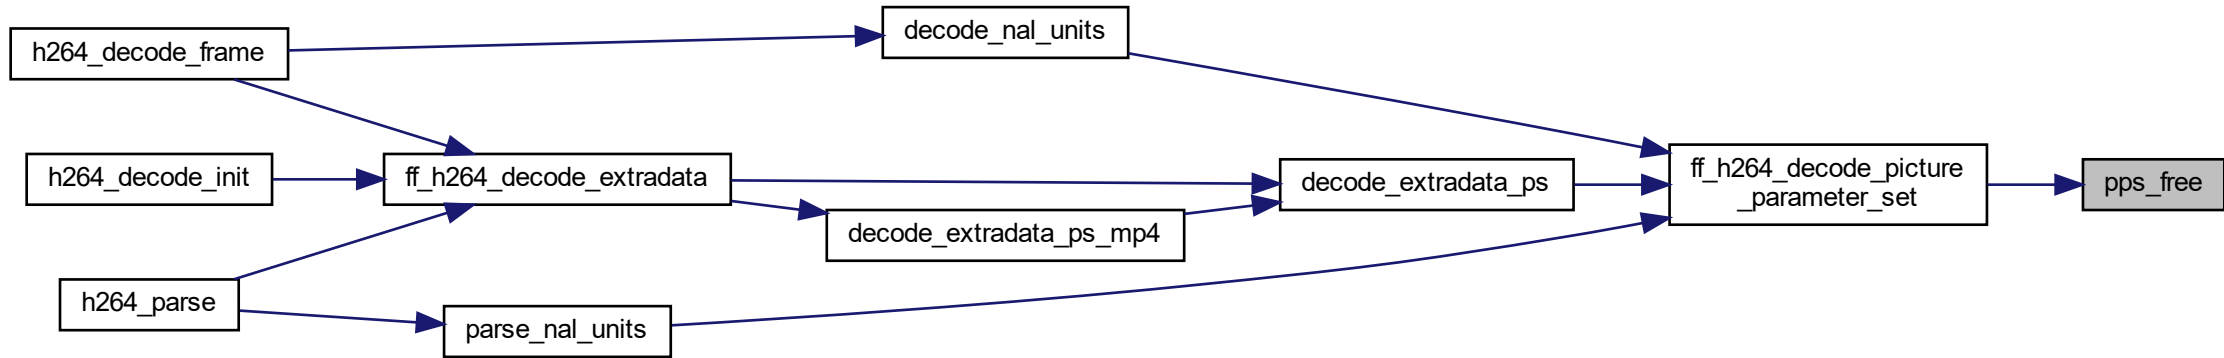 h264_decode_frame
decode_nal_units
h264_decode_init
ff_h264_decode_extradata
decode_extradata_ps
ff_h264_decode_picture
_parameter_set
pps_free
decode_extradata_ps_mp4
h264_parse
parse_nal_units